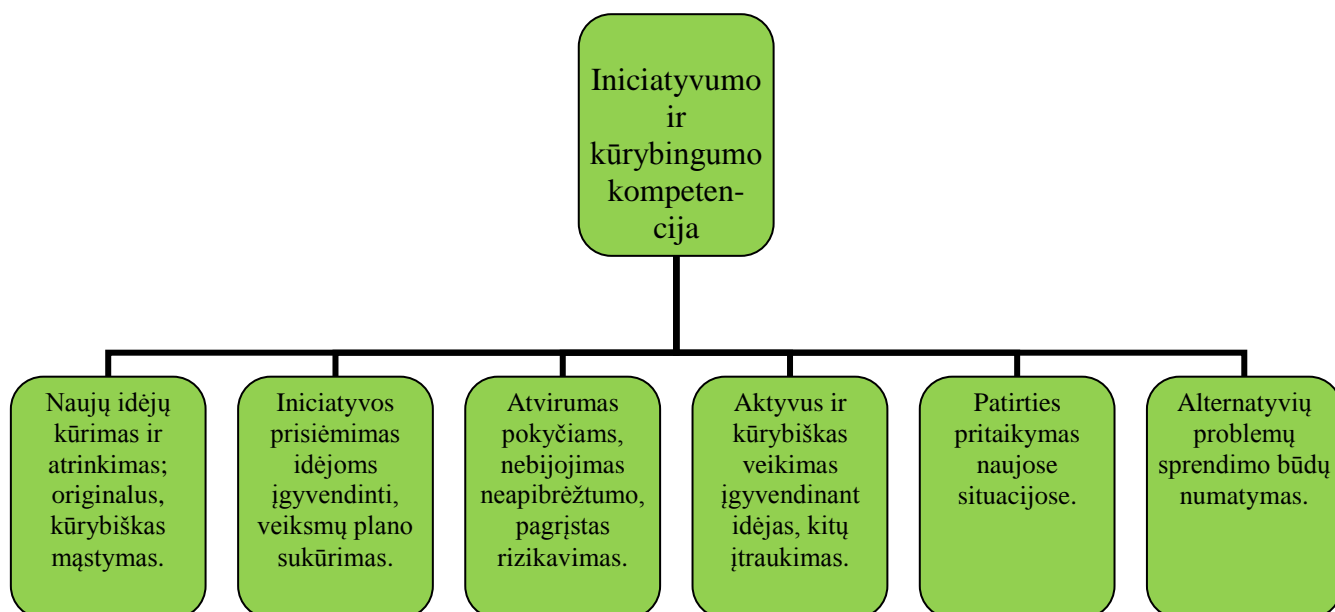 Iniciatyvumo
ir
kūrybingumo
kompeten-
cija
Naujų idėjų
kūrimas ir
atrinkimas;
originalus,
kūrybiškas
mąstymas.
Iniciatyvos
prisiėmimas
idėjoms
įgyvendinti,
veiksmų plano
sukūrimas.
Atvirumas
pokyčiams,
nebijojimas
neapibrėžtumo,
pagrįstas
rizikavimas.
Aktyvus ir
kūrybiškas
veikimas
įgyvendinant
idėjas, kitų
įtraukimas.
Patirties
pritaikymas
naujose
situacijose.
Alternatyvių
problemų
sprendimo būdų
numatymas.